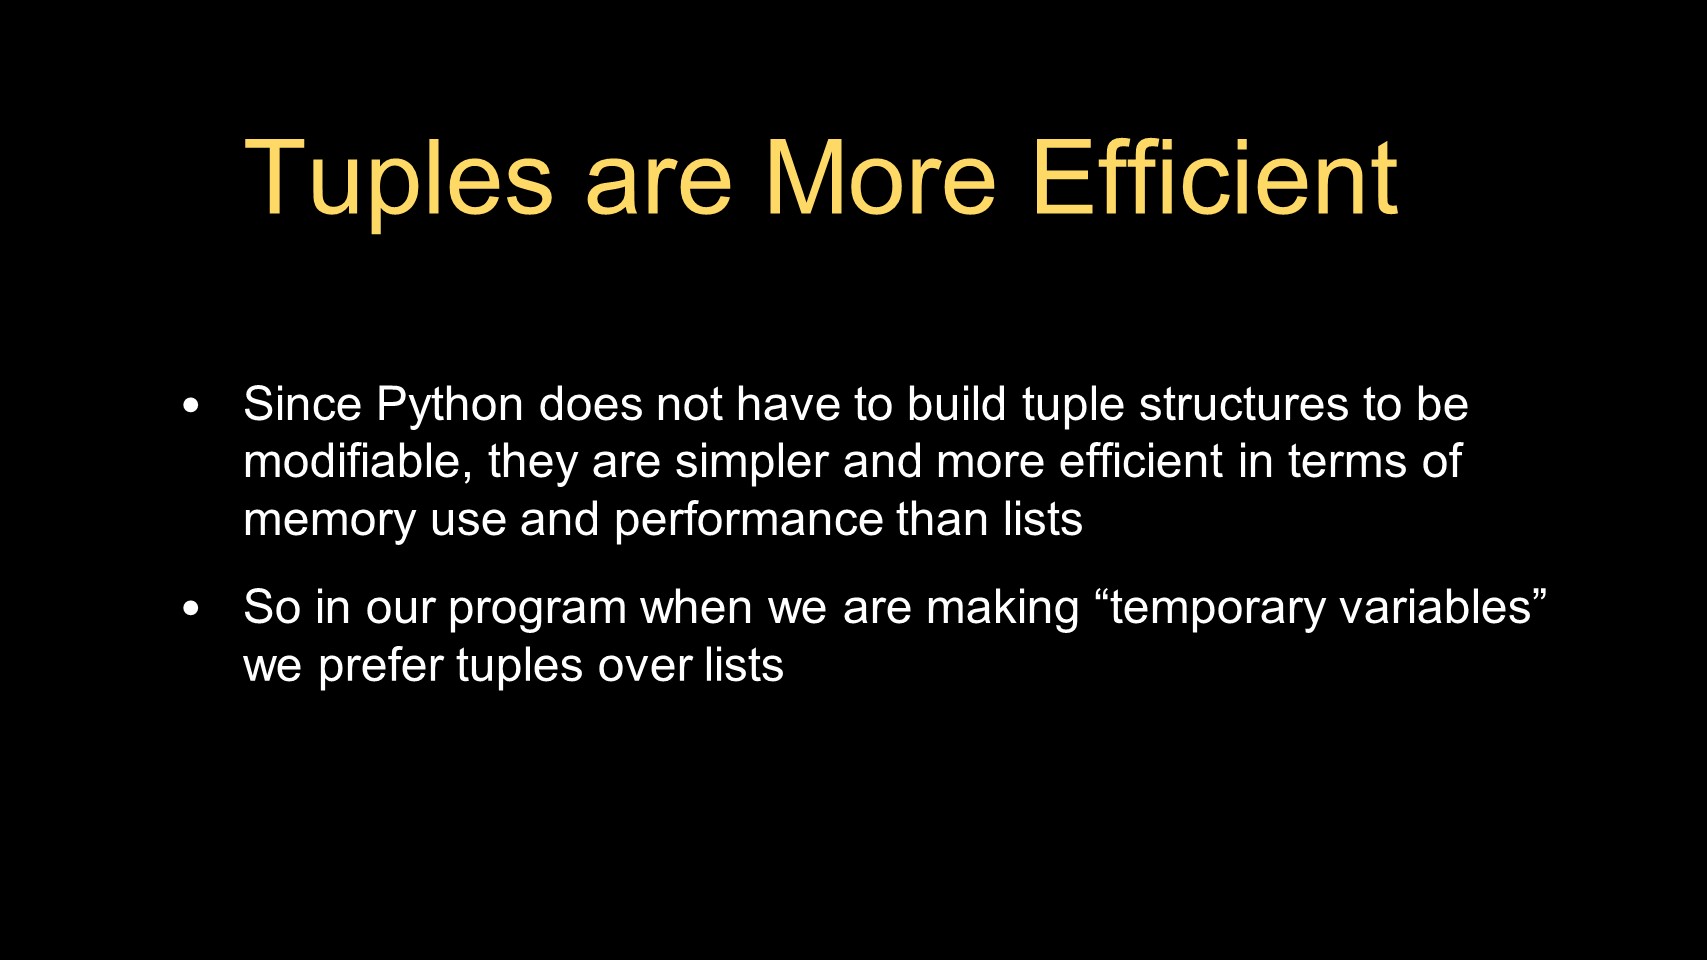 Tuples are More Efficient
• Since Python does not have to build tuple structures to be
modifiable, they are simpler and more efficient in terms of
memory use and performance than lists
• So in our program when we are making “temporary variables”
we prefer tuples over lists